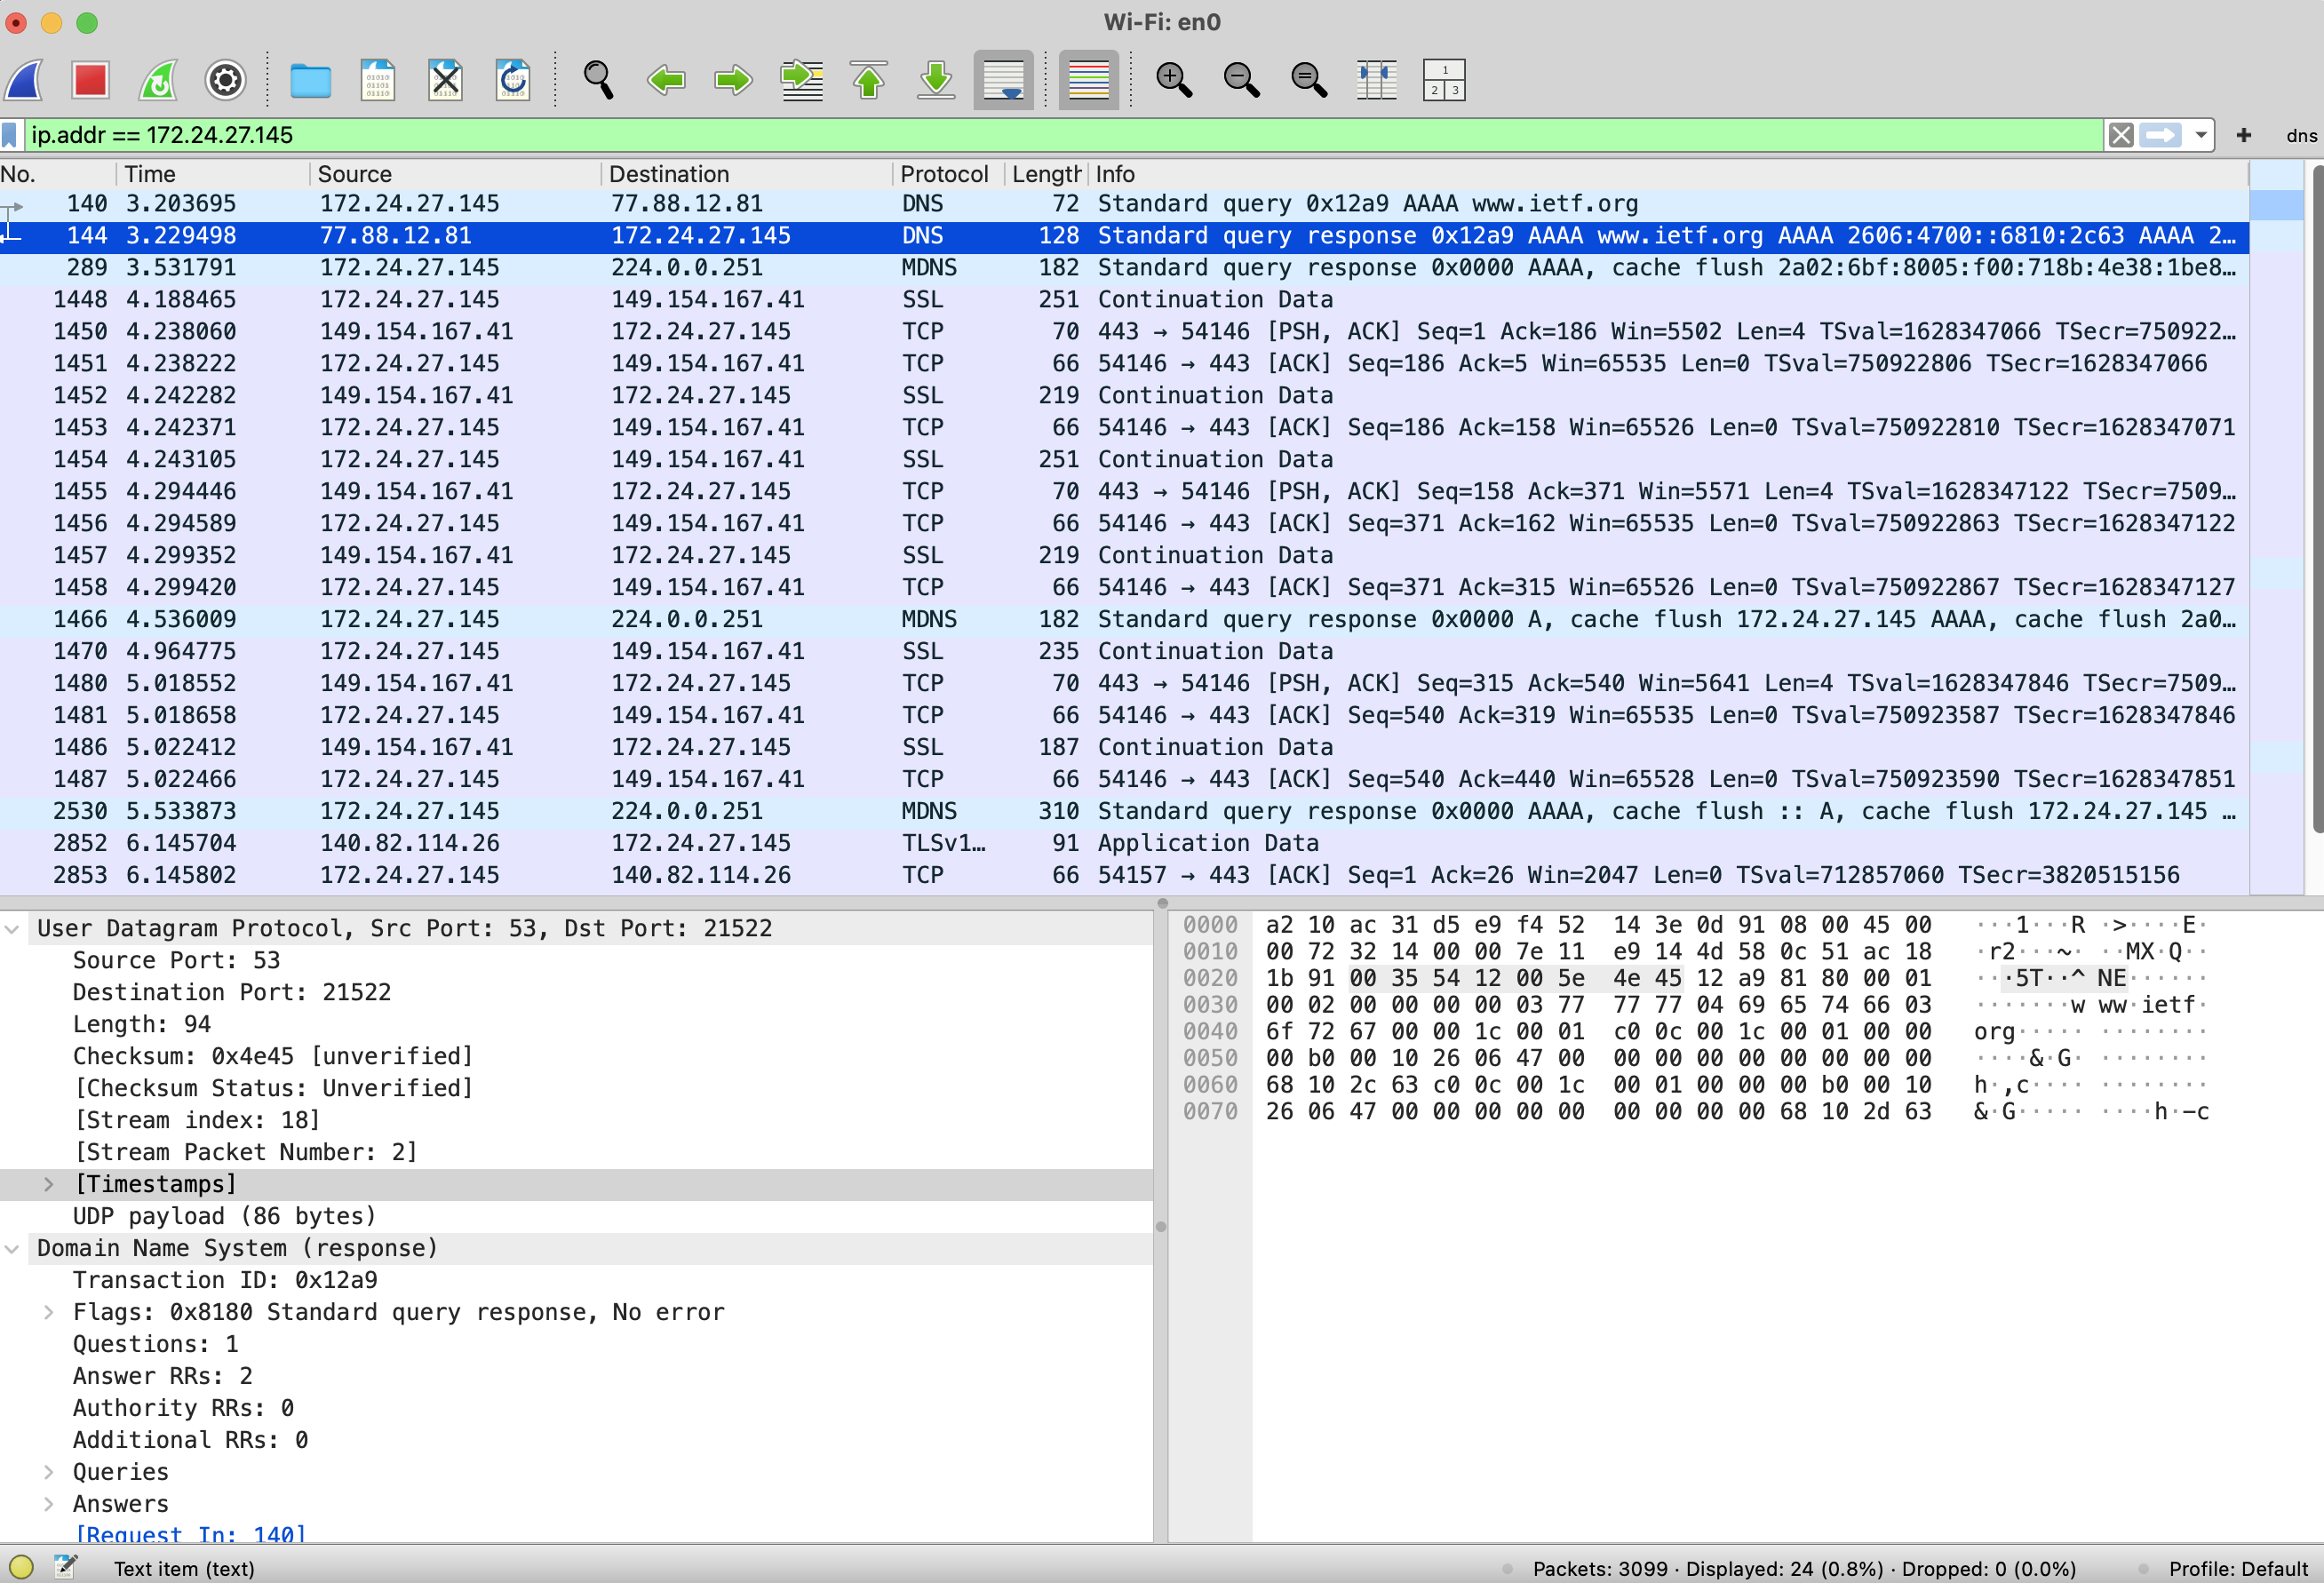 Wi-Fi: en0
ip.addr == 172.24.27.145
dns
No. Time Source Destination Protocol Length Info
140 3.203695 172.24.27.145 77.88.12.81 DNS 72 Standard query 0x12a9 AAAA www.ietf.org
144 3.229498 77.88.12.81 172.24.27.145 DNS 128 Standard query response 0x12a9 AAAA www.ietf.org AAAA 2606:4700::6810:2c63 AAAA 2…
289 3.531791 172.24.27.145 224.0.0.251 MDNS 182 Standard query response 0x0000 AAAA, cache flush 2a02:6bf:8005:f00:718b:4e38:1be8…
1448 4.188465 172.24.27.145 149.154.167.41 SSL 251 Continuation Data
1450 4.238060 149.154.167.41 172.24.27.145 TCP 70 443 → 54146 [PSH, ACK] Seq=1 Ack=186 Win=5502 Len=4 TSval=1628347066 TSecr=750922…
1451 4.238222 172.24.27.145 149.154.167.41 TCP 66 54146 → 443 [ACK] Seq=186 Ack=5 Win=65535 Len=0 TSval=750922806 TSecr=1628347066
1452 4.242282 149.154.167.41 172.24.27.145 SSL 219 Continuation Data
1453 4.242371 172.24.27.145 149.154.167.41 TCP 66 54146 → 443 [ACK] Seq=186 Ack=158 Win=65526 Len=0 TSval=750922810 TSecr=1628347071
1454 4.243105 172.24.27.145 149.154.167.41 SSL 251 Continuation Data
1455 4.294446 149.154.167.41 172.24.27.145 TCP 70 443 → 54146 [PSH, ACK] Seq=158 Ack=371 Win=5571 Len=4 TSval=1628347122 TSecr=7509…
1456 4.294589 172.24.27.145 149.154.167.41 TCP 66 54146 → 443 [ACK] Seq=371 Ack=162 Win=65535 Len=0 TSval=750922863 TSecr=1628347122
1457 4.299352 149.154.167.41 172.24.27.145 SSL 219 Continuation Data
1458 4.299420 172.24.27.145 149.154.167.41 TCP 66 54146 → 443 [ACK] Seq=371 Ack=315 Win=65526 Len=0 TSval=750922867 TSecr=1628347127
1466 4.536009 172.24.27.145 224.0.0.251 MDNS 182 Standard query response 0x0000 A, cache flush 172.24.27.145 AAAA, cache flush 2a0…
1470 4.964775 172.24.27.145 149.154.167.41 SSL 235 Continuation Data
1480 5.018552 149.154.167.41 172.24.27.145 TCP 70 443 → 54146 [PSH, ACK] Seq=315 Ack=540 Win=5641 Len=4 TSval=1628347846 TSecr=7509…
1481 5.018658 172.24.27.145 149.154.167.41 TCP 66 54146 → 443 [ACK] Seq=540 Ack=319 Win=65535 Len=0 TSval=750923587 TSecr=1628347846
1486 5.022412 149.154.167.41 172.24.27.145 SSL 187 Continuation Data
1487 5.022466 172.24.27.145 149.154.167.41 TCP 66 54146 → 443 [ACK] Seq=540 Ack=440 Win=65528 Len=0 TSval=750923590 TSecr=1628347851
2530 5.533873 172.24.27.145 224.0.0.251 MDNS 310 Standard query response 0x0000 AAAA, cache flush :: A, cache flush 172.24.27.145 …
2852 6.145704 140.82.114.26 172.24.27.145 TLSv1… 91 Application Data
2853 6.145802 172.24.27.145 140.82.114.26 TCP 66 54157 → 443 [ACK] Seq=1 Ack=26 Win=2047 Len=0 TSval=712857060 TSecr=3820515156
User Datagram Protocol, Src Port: 53, Dst Port: 21522
Source Port: 53
Destination Port: 21522
Length: 94
Checksum: 0x4e45 [unverified]
[Checksum Status: Unverified]
[Stream index: 18]
[Stream Packet Number: 2]
[Timestamps]
UDP payload (86 bytes)
Domain Name System (response)
Transaction ID: 0x12a9
Flags: 0x8180 Standard query response, No error
Questions: 1
Answer RRs: 2
Authority RRs: 0
Additional RRs: 0
Queries
Answers
[Request In: 140]
0000 a2 10 ac 31 d5 e9 f4 52 14 3e 0d 91 08 00 45 00 ···1···R ·>····E·
0010 00 72 32 14 00 00 7e 11 e9 14 4d 58 0c 51 ac 18 ·r2···~· ··MX·Q··
0020 1b 91 00 35 54 12 00 5e 4e 45 12 a9 81 80 00 01 ···5T··^ NE······
0030 00 02 00 00 00 00 03 77 77 77 04 69 65 74 66 03 ·······w ww·ietf·
0040 6f 72 67 00 00 1c 00 01 c0 0c 00 1c 00 01 00 00 org····· ········
0050 00 b0 00 10 26 06 47 00 00 00 00 00 00 00 00 00 ····&·G· ········
0060 68 10 2c 63 c0 0c 00 1c 00 01 00 00 00 b0 00 10 h·,c···· ········
0070 26 06 47 00 00 00 00 00 00 00 00 00 68 10 2d 63 &·G····· ····h·-c
Text item (text)
Packets: 3099 · Displayed: 24 (0.8%) · Dropped: 0 (0.0%)
Profile: Default